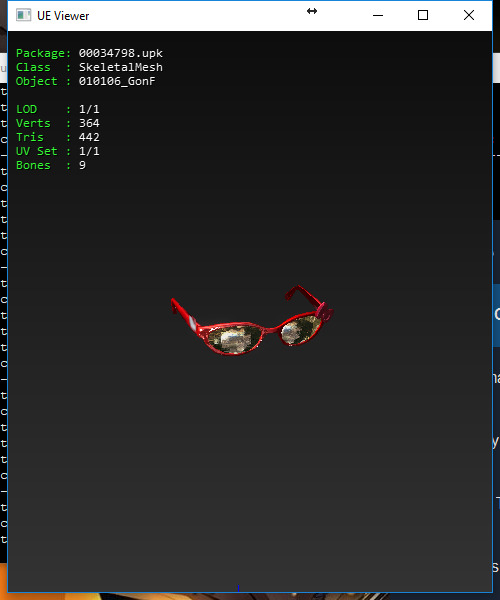 UE Viewer
Package: 00034798.upk
Class  : SkeletalMesh
Object : 010106_GonF
LOD    : 1/1
Verts  : 364
Tris   : 442
UV Set : 1/1
Bones  : 9